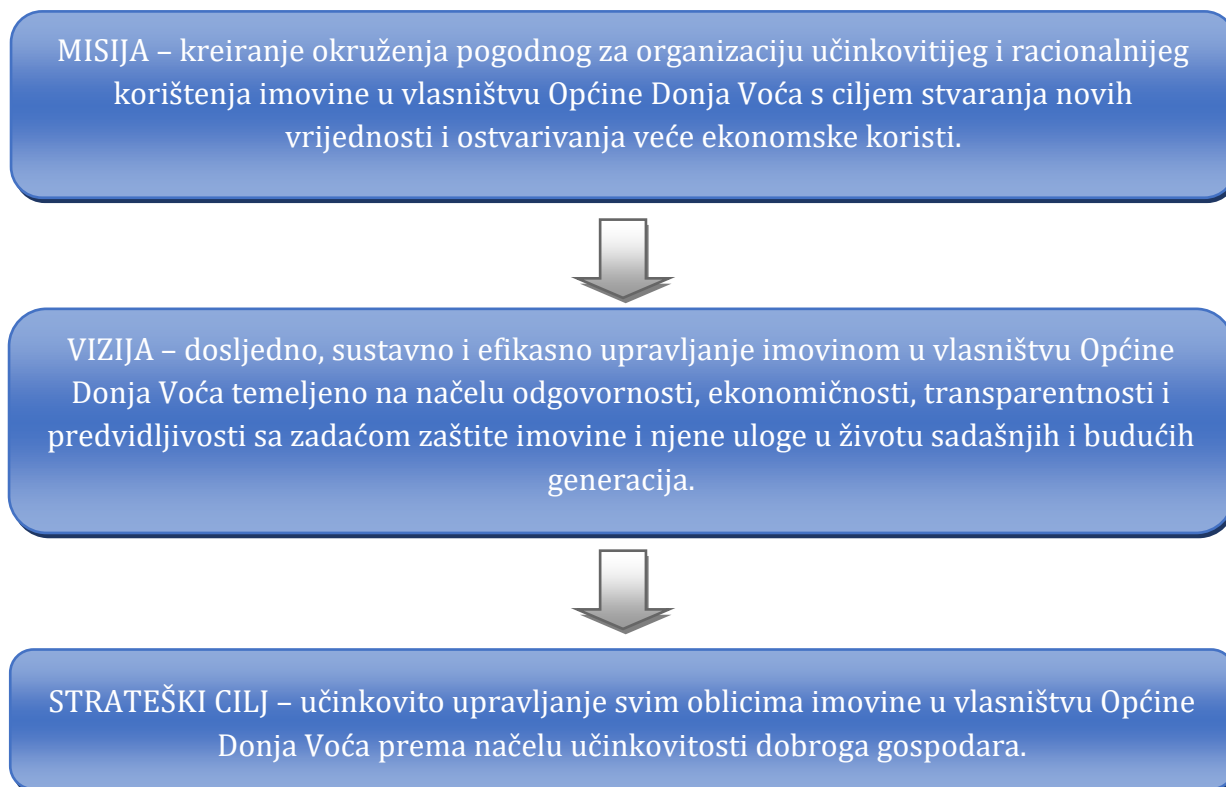 MISIJA – kreiranje okruženja pogodnog za organizaciju učinkovitijeg i racionalnijeg
korištenja imovine u vlasništvu Općine Donja Voća s ciljem stvaranja novih
vrijednosti i ostvarivanja veće ekonomske koristi.
VIZIJA – dosljedno, sustavno i efikasno upravljanje imovinom u vlasništvu Općine
Donja Voća temeljeno na načelu odgovornosti, ekonomičnosti, transparentnosti i
predvidljivosti sa zadaćom zaštite imovine i njene uloge u životu sadašnjih i budućih
generacija.
STRATEŠKI CILJ – učinkovito upravljanje svim oblicima imovine u vlasništvu Općine
Donja Voća prema načelu učinkovitosti dobroga gospodara.